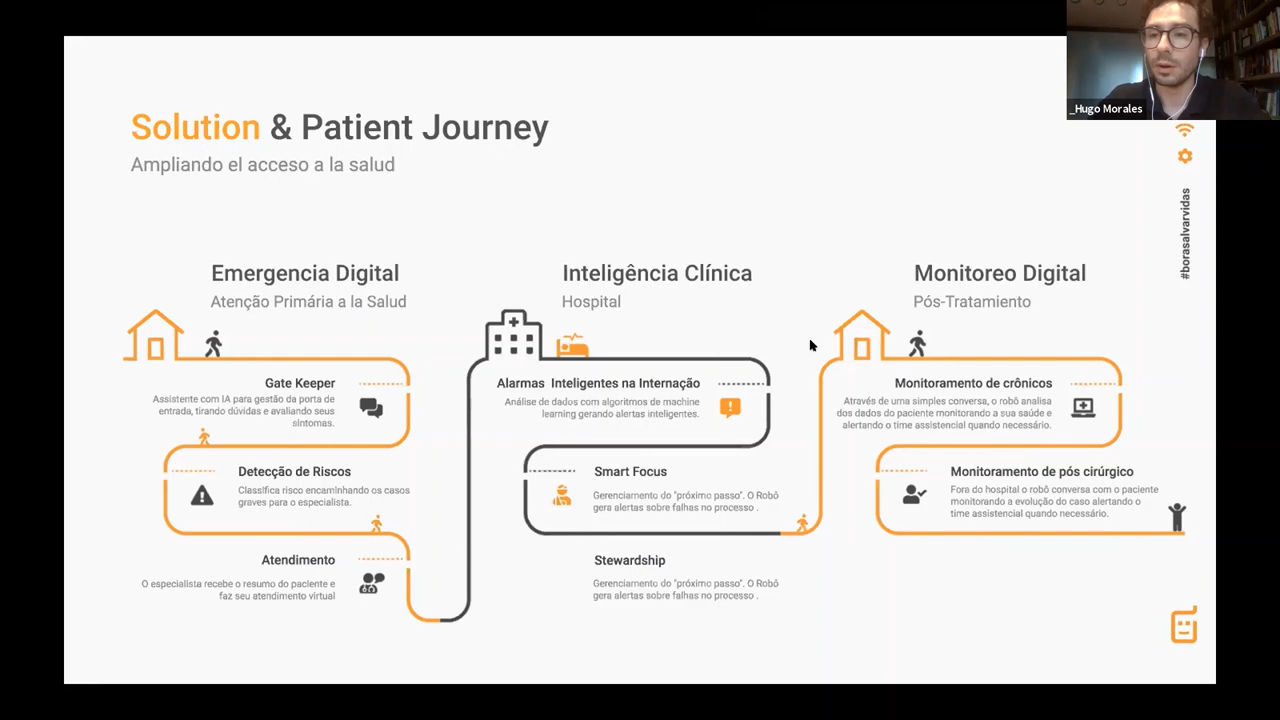 _Hugo Morales
Solution & Patient Journey
Ampliando el acceso a la salud
#borasalvarvidas
Emergencia Digital
Atenção Primária a la Salud
Gate Keeper
Assistente com IA para gestão da porta de
entrada, tirando dúvidas e avaliando seus
sintomas.
Detecção de Riscos
Classifica risco encaminhando os casos
graves para o especialista.
Atendimento
O especialista recebe o resumo do paciente e
faz seu atendimento virtual
Inteligência Clínica
Hospital
Alarmas Inteligentes na Internação
Análise de dados com algoritmos de machine
learning gerando alertas inteligentes.
Smart Focus
Gerenciamento do "próximo passo". O Robô
gera alertas sobre falhas no processo .
Stewardship
Gerenciamento do "próximo passo". O Robô
gera alertas sobre falhas no processo .
Monitoreo Digital
Pós-Tratamiento
Monitoramento de crônicos
Através de uma simples conversa, o robô analisa
dos dados do paciente monitorando a sua saúde e
alertando o time assistencial quando necessário.
Monitoramento de pós cirúrgico
Fora do hospital o robô conversa com o paciente
monitorando a evolução do caso alertando o
time assistencial quando necessário.